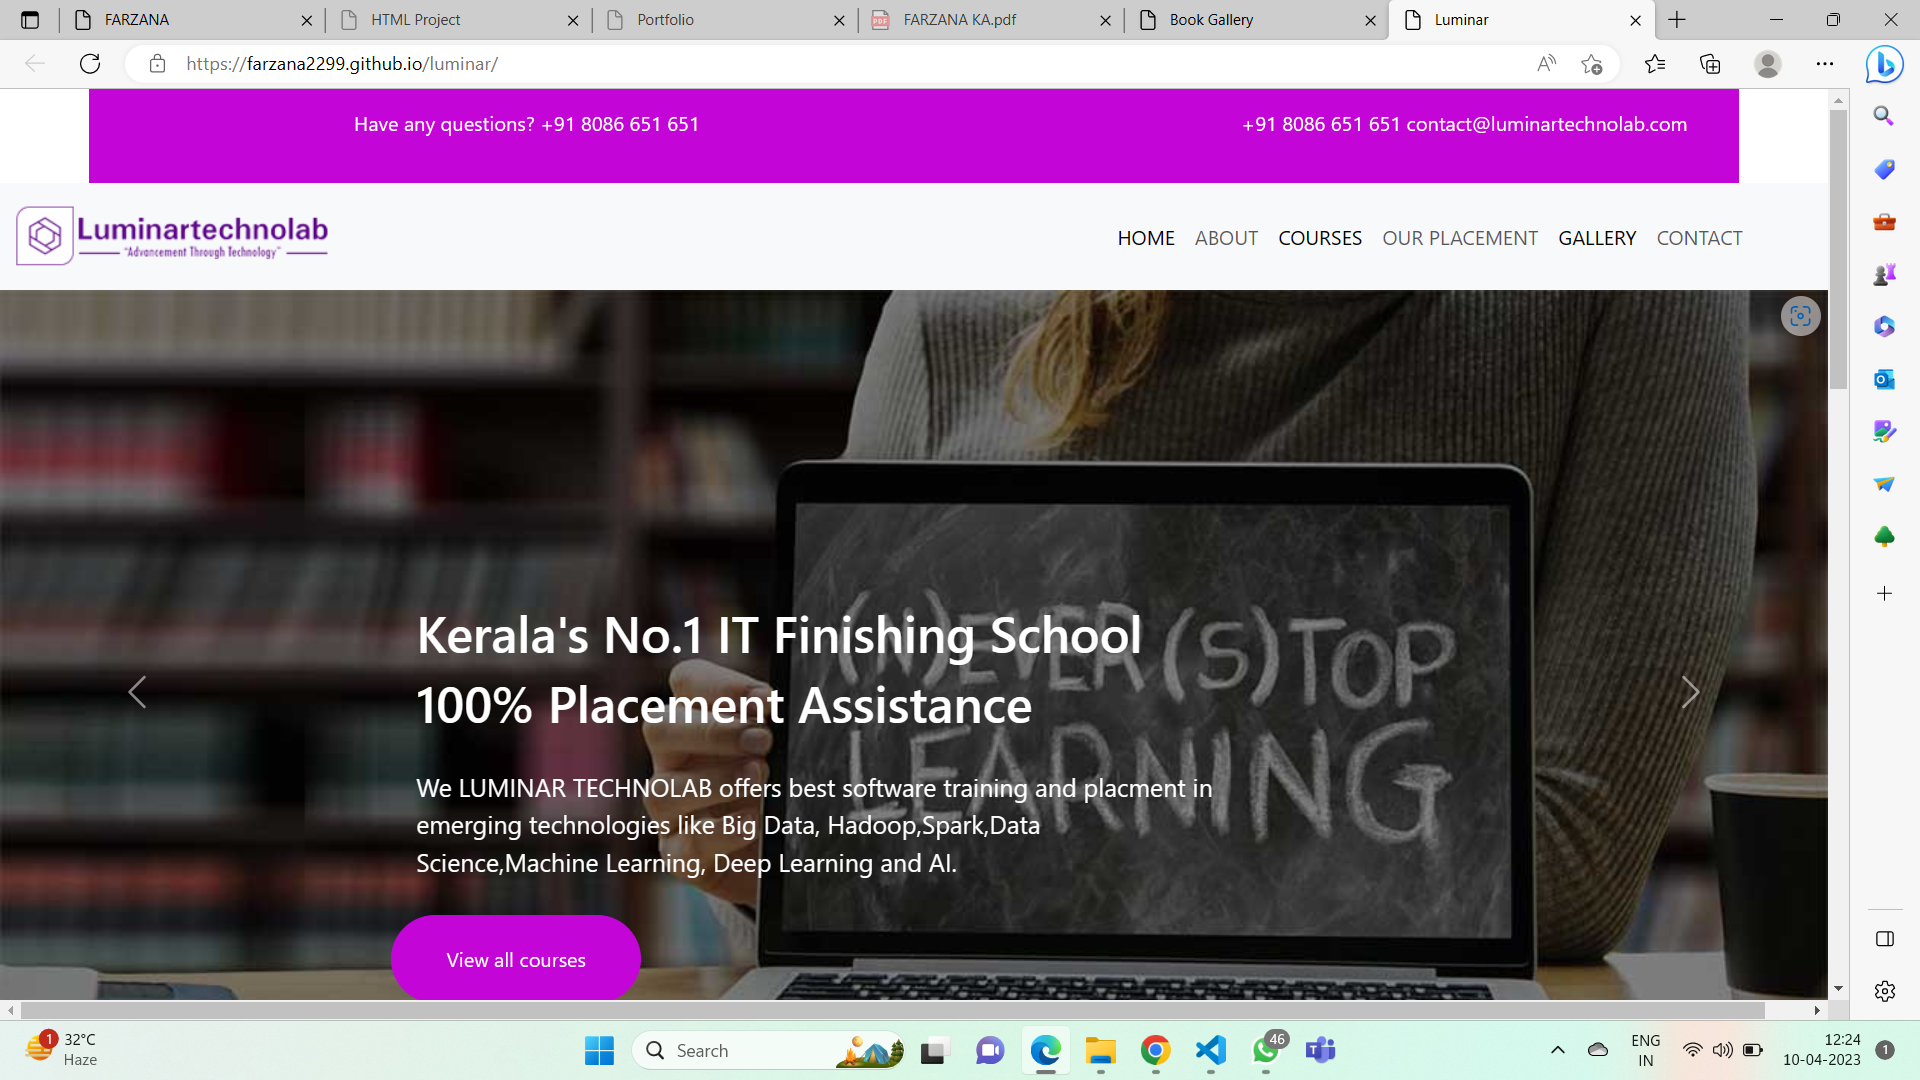 FARZANA
HTML Project
Portfolio
FARZANA KA.pdf
Book Gallery
Luminar
https://farzana2299.github.io/luminar/
Have any questions? +91 8086 651 651
+91 8086 651 651 contact@luminartechnolab.com
Luminartechnolab
"Advancement Through Technology"
HOME
ABOUT
COURSES
OUR PLACEMENT
GALLERY
CONTACT
(N)EVER (S)TOP
LEARNING
Kerala's No.1 IT Finishing School
100% Placement Assistance
We LUMINAR TECHNOLAB offers best software training and placment in
emerging technologies like Big Data, Hadoop,Spark,Data
Science,Machine Learning, Deep Learning and AI.
View all courses
1
32°C
Haze
Search
46
ENG
IN
12:24
10-04-2023
1